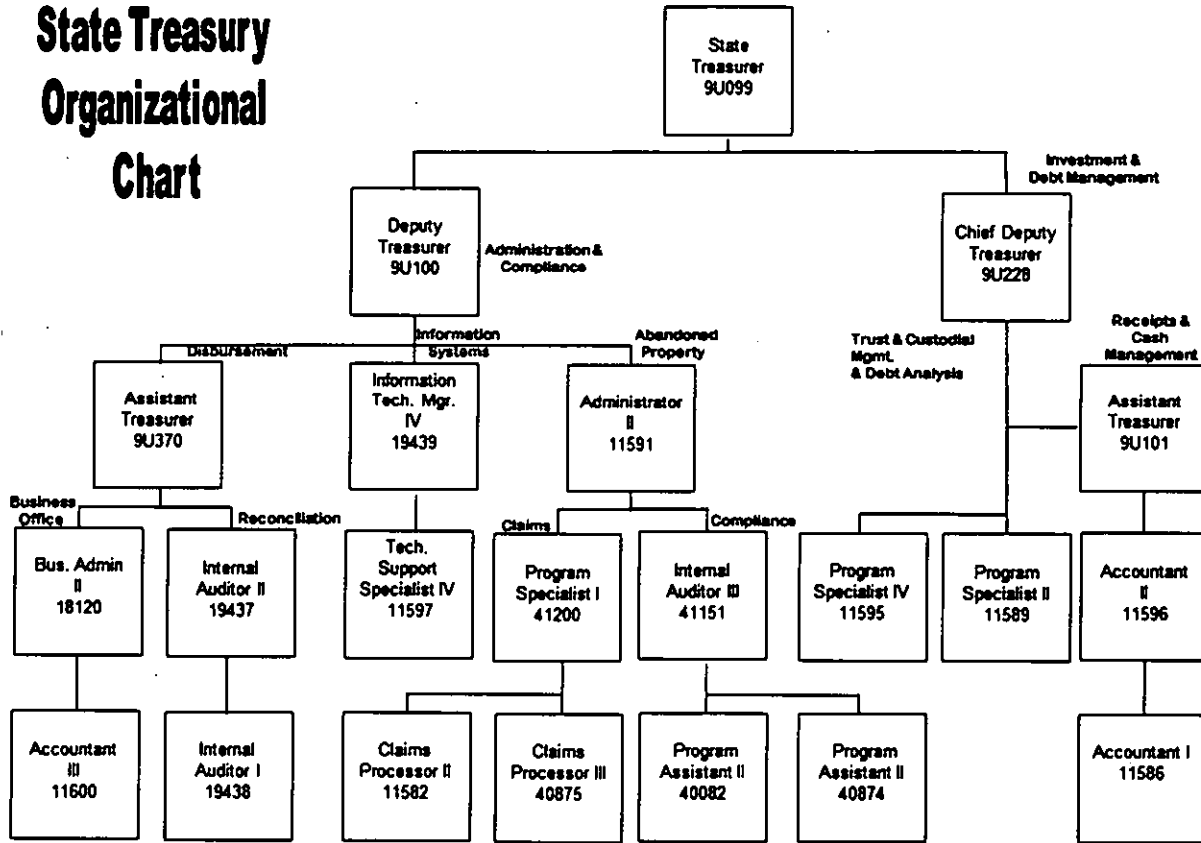 State Treasury
Organizational
Chart
State
Treasurer
9U099
Investment &
Debt Management
Deputy
Treasurer
9U100
Administration &
Compliance
Chief Deputy
Treasurer
9U228
Disbursement
Information
Systems
Abandoned
Property
Trust & Custodial
Mgmt.
& Debt Analysis
Receipts &
Cash
Management
Assistant
Treasurer
9U370
Information
Tech. Mgr.
IV
19439
Administrator
II
11591
Assistant
Treasurer
9U101
Business
Office
Reconciliation
Claims
Compliance
Bus. Admin
II
18120
Internal
Auditor II
19437
Tech.
Support
Specialist IV
11597
Program
Specialist I
41200
Internal
Auditor III
41151
Program
Specialist IV
11595
Program
Specialist II
11589
Accountant
II
11596
Accountant
III
11600
Internal
Auditor I
19438
Claims
Processor II
11582
Claims
Processor III
40875
Program
Assistant II
40082
Program
Assistant II
40874
Accountant I
11586